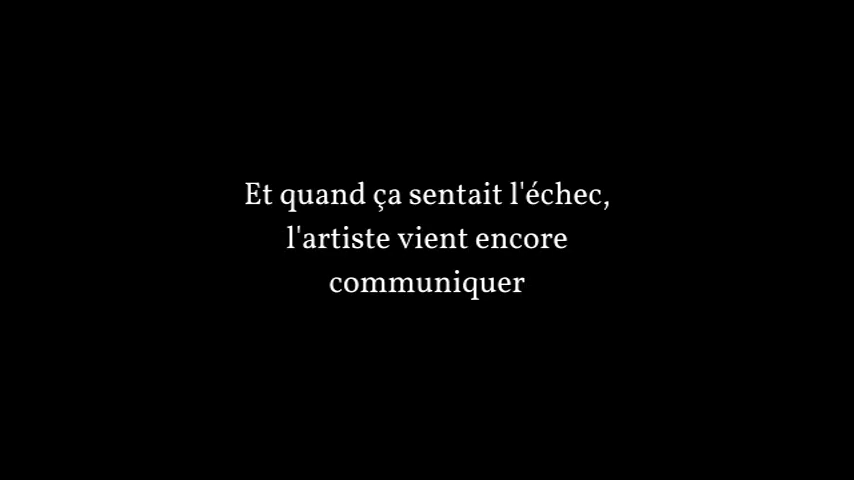 Et quand ça sentait l'échec,
l'artiste vient encore
communiquer